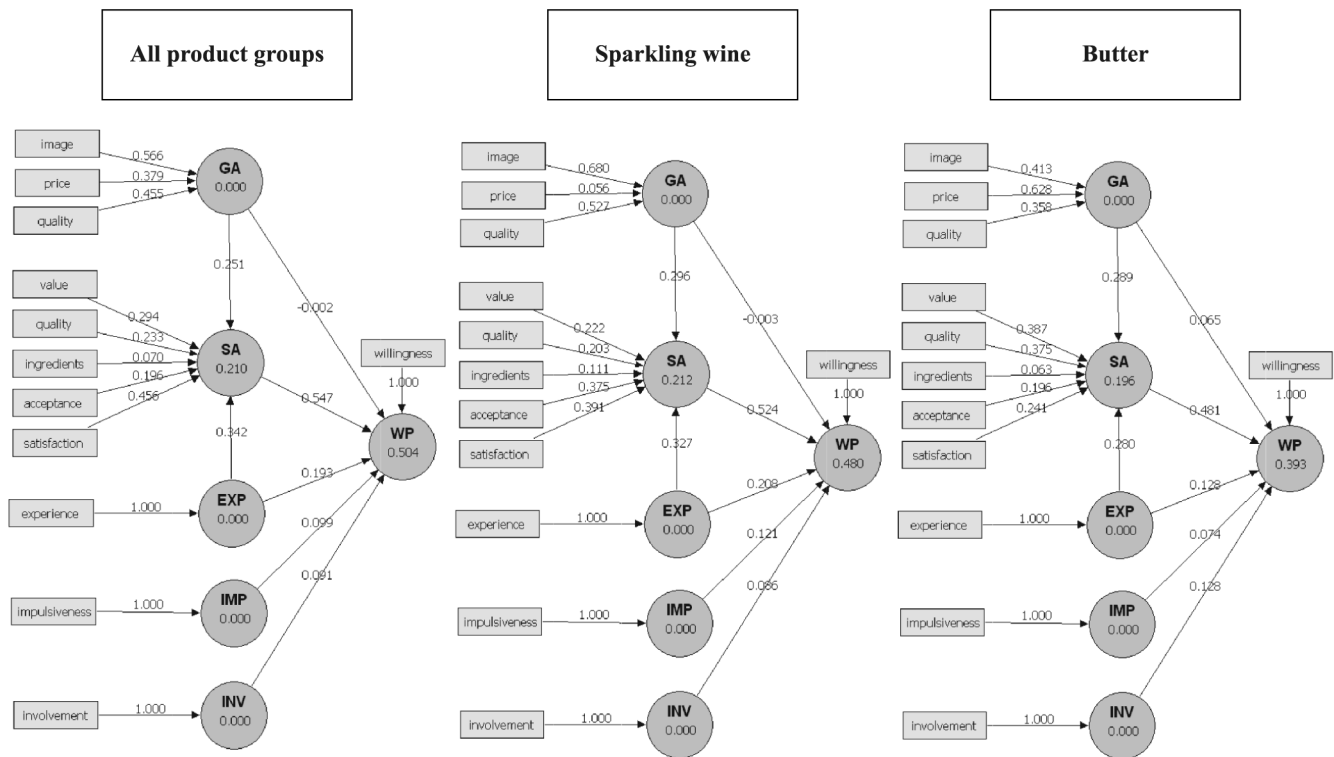 All product groups
image
price
quality
0.566
0.379
0.455
GA
0.000
0.251
-0.002
value
quality
ingredients
acceptance
satisfaction
0.294
0.233
0.070
0.196
0.456
SA
0.210
0.547
willingness
1.000
WP
0.504
0.342
0.193
experience
1.000
EXP
0.000
0.099
impulsiveness
1.000
IMP
0.000
0.091
involvement
1.000
INV
0.000
Sparkling wine
image
price
quality
0.680
0.056
0.527
GA
0.000
0.296
-0.003
value
quality
ingredients
acceptance
satisfaction
0.222
0.203
0.111
0.375
0.391
SA
0.212
0.524
willingness
1.000
WP
0.480
0.327
0.208
experience
1.000
EXP
0.000
0.121
impulsiveness
1.000
IMP
0.000
0.086
involvement
1.000
INV
0.000
Butter
image
price
quality
0.413
0.628
0.358
GA
0.000
0.289
0.065
value
quality
ingredients
acceptance
satisfaction
0.387
0.375
0.063
0.196
0.241
SA
0.196
0.481
willingness
1.000
WP
0.393
0.280
0.128
experience
1.000
EXP
0.000
0.074
impulsiveness
1.000
IMP
0.000
0.128
involvement
1.000
INV
0.000